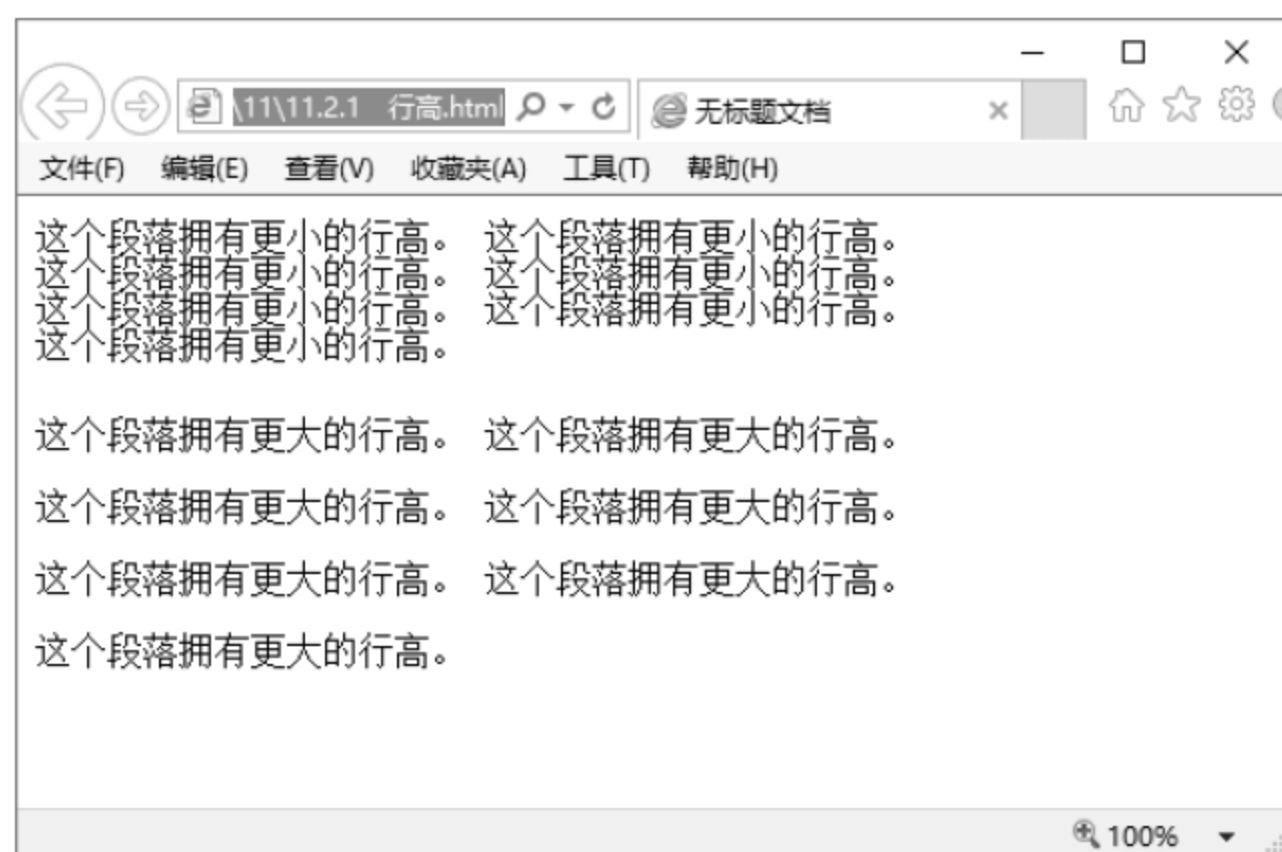 \11\11.2.1 行高.html
无标题文档
文件(F) 编辑(E) 查看(V) 收藏夹(A) 工具(T) 帮助(H)
这个段落拥有更小的行高。 这个段落拥有更小的行高。
这个段落拥有更小的行高。 这个段落拥有更小的行高。
这个段落拥有更小的行高。 这个段落拥有更小的行高。
这个段落拥有更小的行高。
这个段落拥有更大的行高。 这个段落拥有更大的行高。
这个段落拥有更大的行高。 这个段落拥有更大的行高。
这个段落拥有更大的行高。 这个段落拥有更大的行高。
这个段落拥有更大的行高。
100%